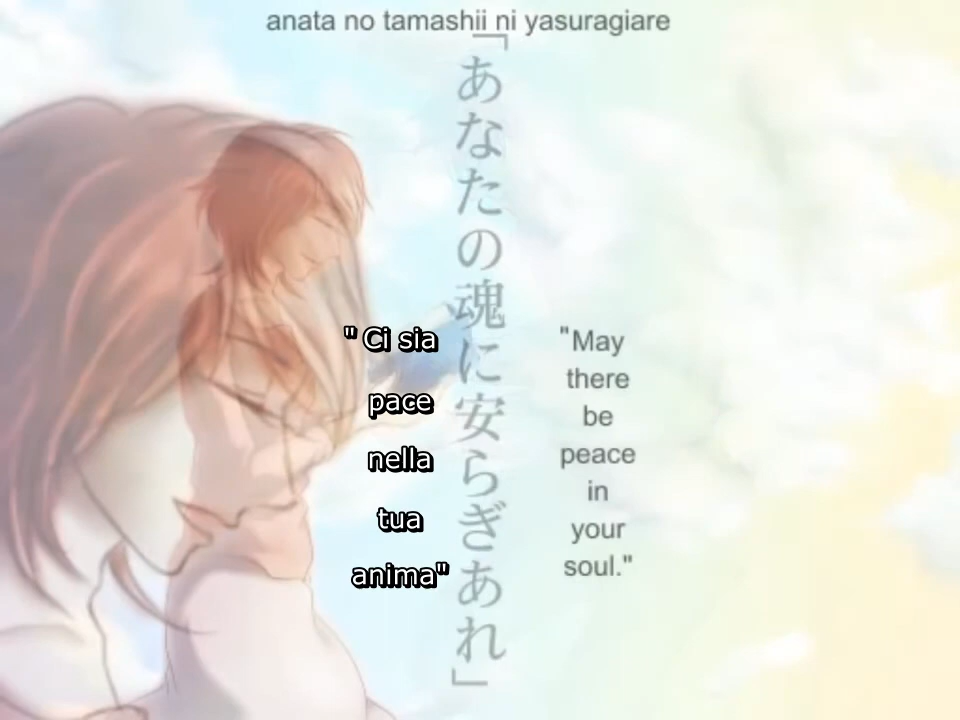 anata no tamashii ni yasuragiare
「あなたの魂に安らぎあれ」
" Ci sia
pace
nella
tua
anima"
"May
there
be
peace
in
your
soul."